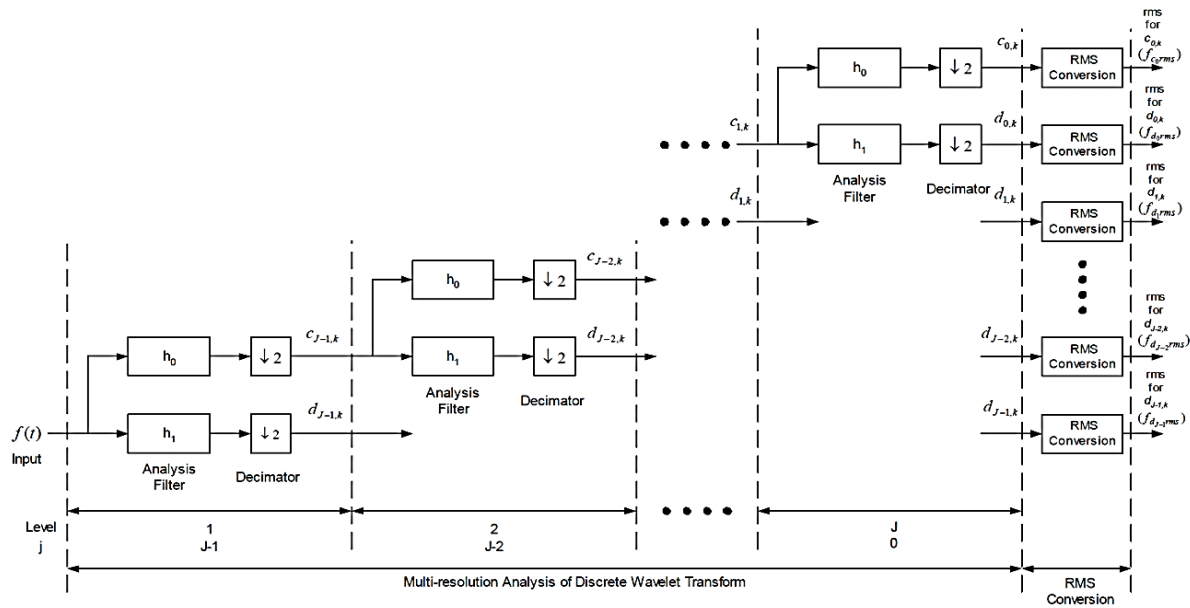 rms
for
c0,k
(fc0rms)
c0,k
h0
↓ 2
RMS
Conversion
rms
for
d0,k
(fd0rms)
c1,k
d0,k
h1
↓ 2
RMS
Conversion
Analysis
Filter
Decimator
rms
for
d1,k
(fd1rms)
d1,k
d1,k
RMS
Conversion
cJ-2,k
h0
↓ 2
rms
for
dJ-2,k
(fdJ-2rms)
cJ-1,k
h0
↓ 2
dJ-2,k
h1
↓ 2
dJ-2,k
RMS
Conversion
Analysis
Filter
Decimator
rms
for
dJ-1,k
(fdJ-1rms)
f(t)
Input
h1
↓ 2
dJ-1,k
dJ-1,k
RMS
Conversion
Analysis
Filter
Decimator
Level
j
1
J-1
2
J-2
J
0
Multi-resolution Analysis of Discrete Wavelet Transform
RMS
Conversion